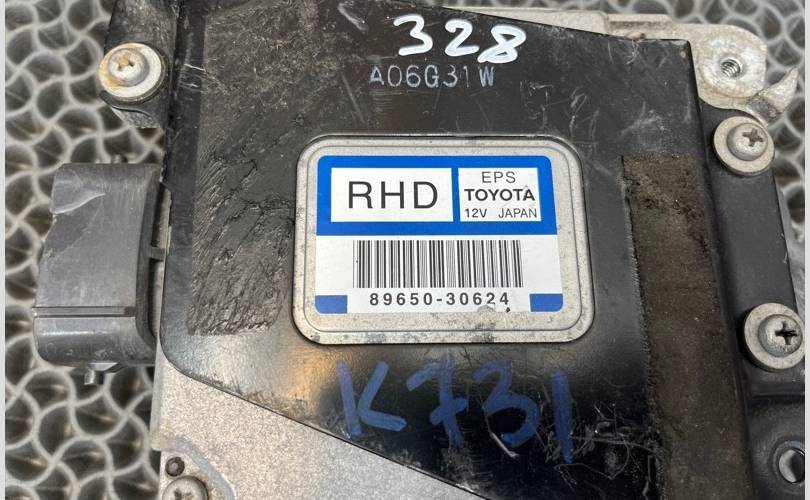 328
A06G31W
RHD
EPS
TOYOTA
12V JAPAN
89650-30624
K731